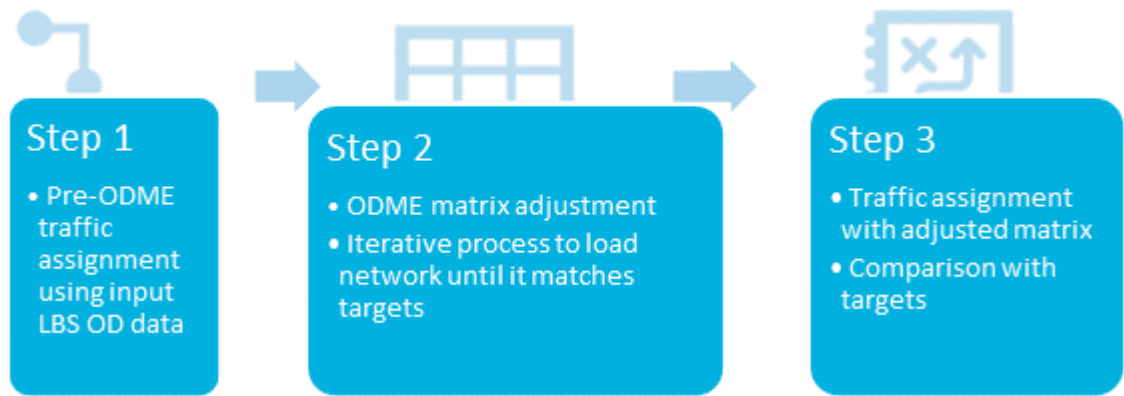 Step 1
• Pre-ODME
traffic
assignment
using input
LBS OD data
Step 2
• ODME matrix adjustment
• Iterative process to load
network until it matches
targets
Step 3
• Traffic assignment
with adjusted matrix
• Comparison with
targets